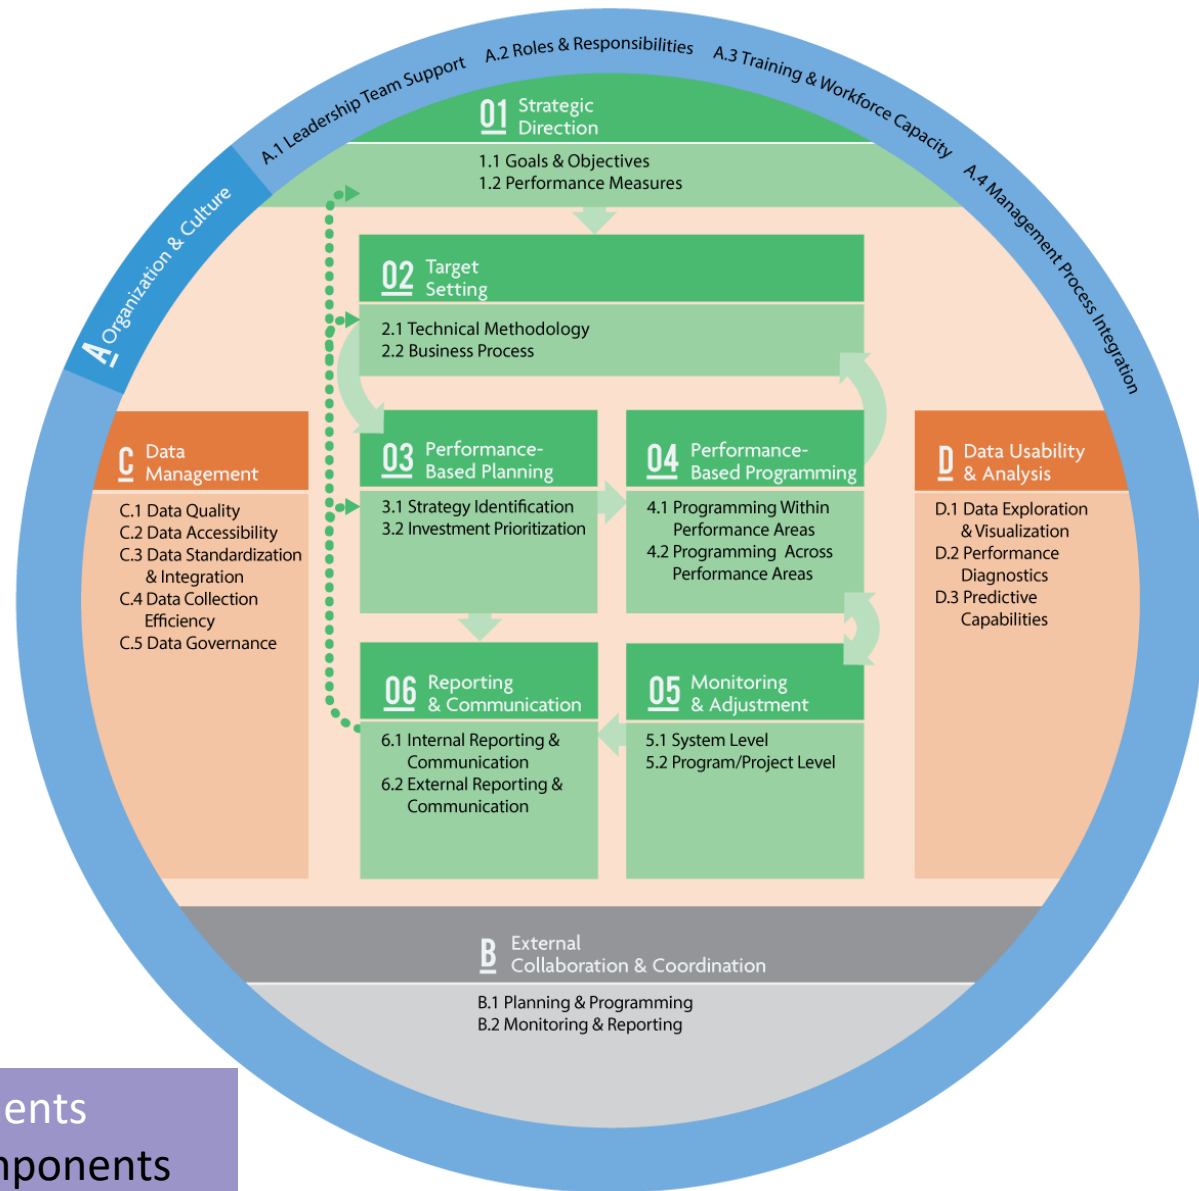 A.1 Leadership Team Support
A.2 Roles & Responsibilities
A.3 Training & Workforce Capacity
A.4 Management Process Integration
A Organization & Culture
01 Strategic
Direction
1.1 Goals & Objectives
1.2 Performance Measures
02 Target
Setting
2.1 Technical Methodology
2.2 Business Process
C Data
Management
C.1 Data Quality
C.2 Data Accessibility
C.3 Data Standardization
& Integration
C.4 Data Collection
Efficiency
C.5 Data Governance
03 Performance-
Based Planning
3.1 Strategy Identification
3.2 Investment Prioritization
04 Performance-
Based Programming
4.1 Programming Within
Performance Areas
4.2 Programming Across
Performance Areas
D Data Usability
& Analysis
D.1 Data Exploration
& Visualization
D.2 Performance
Diagnostics
D.3 Predictive
Capabilities
06 Reporting
& Communication
6.1 Internal Reporting &
Communication
6.2 External Reporting &
Communication
05 Monitoring
& Adjustment
5.1 System Level
5.2 Program/Project Level
B External
Collaboration & Coordination
B.1 Planning & Programming
B.2 Monitoring & Reporting
ents
nponents